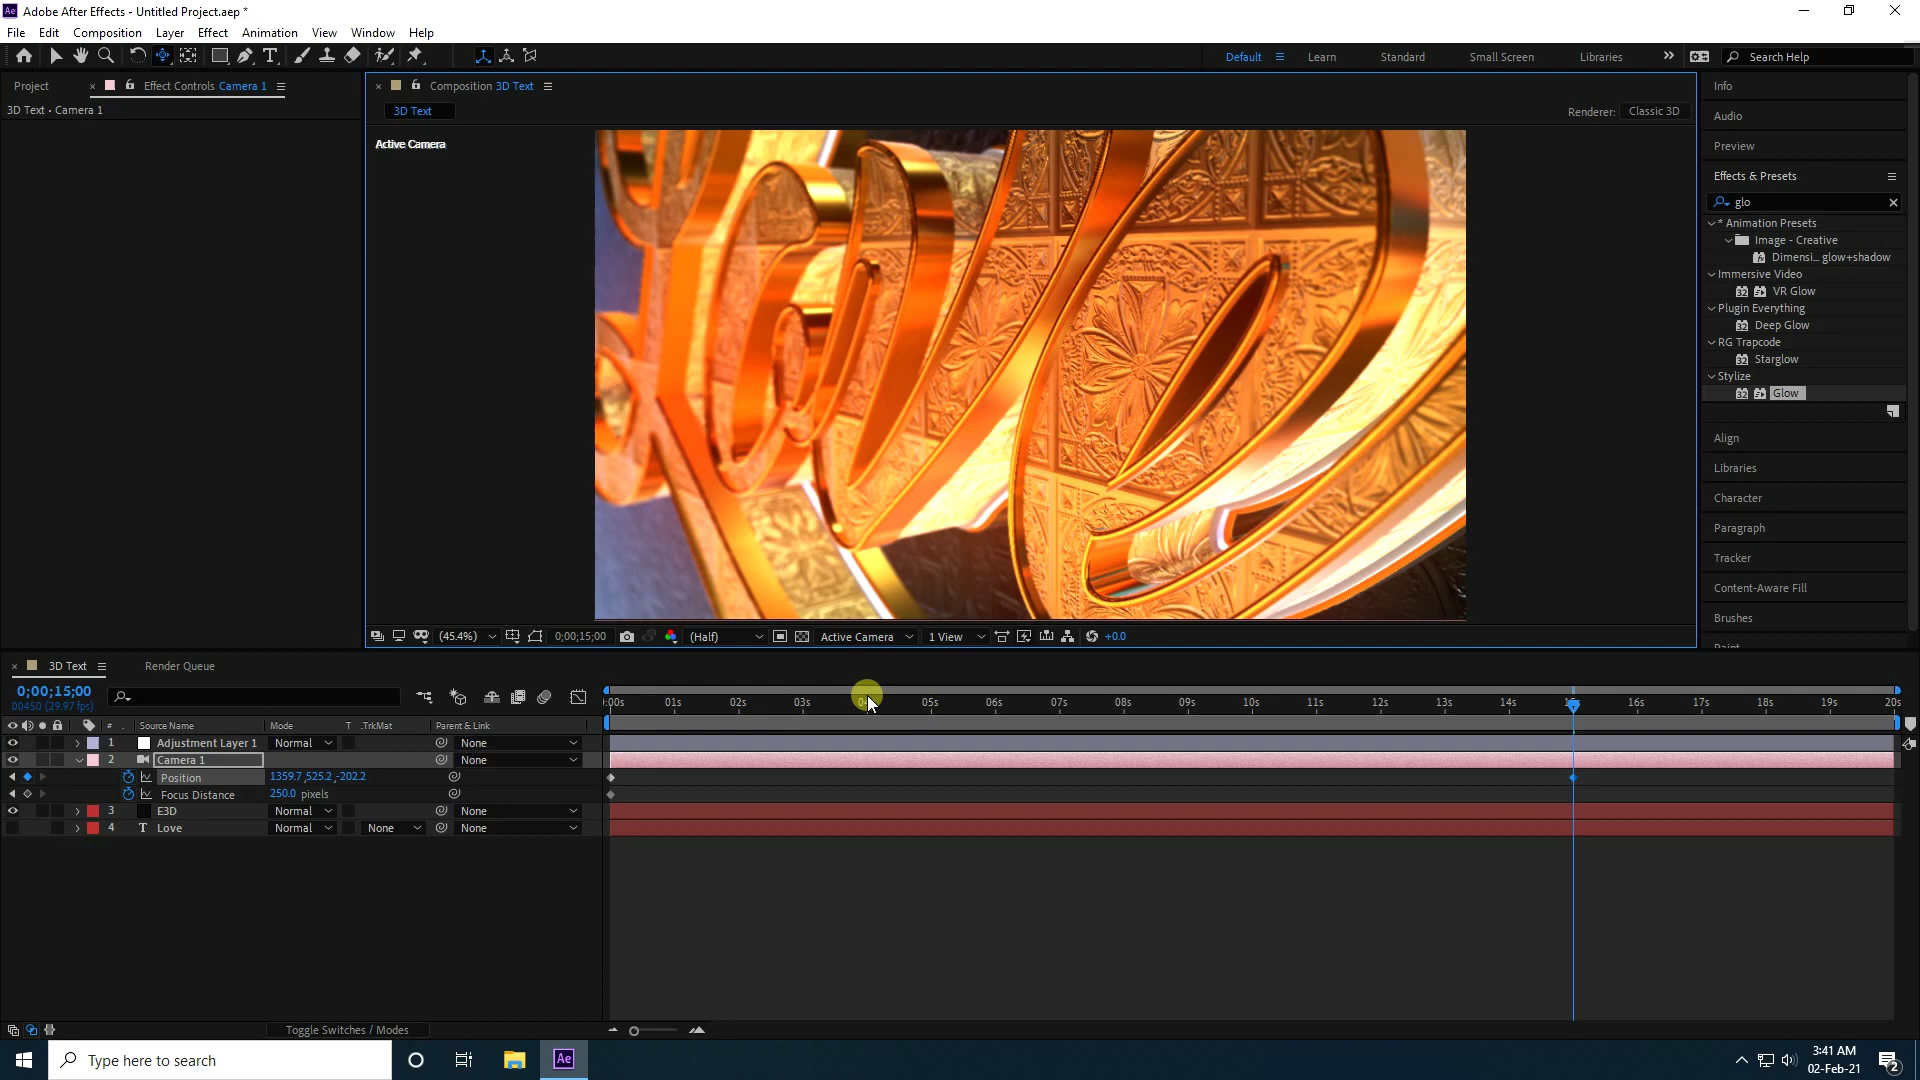 Adobe After Effects - Untitled Project.aep *
File Edit Composition Layer Effect Animation View Window Help
Default Learn Standard Small Screen Libraries Search Help
Project Effect Controls Camera 1
3D Text • Camera 1
Composition 3D Text
3D Text
Renderer: Classic 3D
Active Camera
(45.4%) 0;00;15;00 (Half) Active Camera 1 View +0.0
Info
Audio
Preview
Effects & Presets
glo
* Animation Presets
Image - Creative
Dimensi... glow+shadow
Immersive Video
VR Glow
Plugin Everything
Deep Glow
RG Trapcode
Starglow
Stylize
Glow
Align
Libraries
Character
Paragraph
Tracker
Content-Aware Fill
Brushes
3D Text Render Queue
0;00;15;00
00450 (29.97 fps)
:00s 01s 02s 03s 04s 05s 06s 07s 08s 09s 10s 11s 12s 13s 14s 15s 16s 17s 18s 19s 20s
# Source Name Mode T .TrkMat Parent & Link
1 Adjustment Layer 1 Normal None
2 Camera 1 None
Position 1359.7,525.2,-202.2
Focus Distance 250.0 pixels
3 E3D Normal None
4 T Love Normal None None
Toggle Switches / Modes
Type here to search
Ae
3:41 AM
02-Feb-21
2